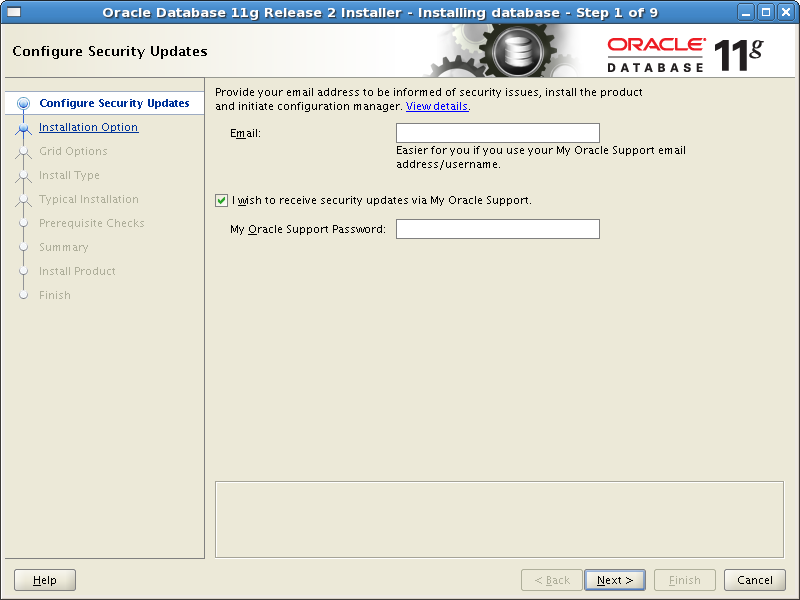 Oracle Database 11g Release 2 Installer - Installing database - Step 1 of 9
Configure Security Updates
ORACLE
DATABASE
11g
Configure Security Updates
Installation Option
Grid Options
Install Type
Typical Installation
Prerequisite Checks
Summary
Install Product
Finish
Provide your email address to be informed of security issues, install the product
and initiate configuration manager. View details.
Email:
Easier for you if you use your My Oracle Support email
address/username.
I wish to receive security updates via My Oracle Support.
My Oracle Support Password:
Help
< Back
Next >
Finish
Cancel